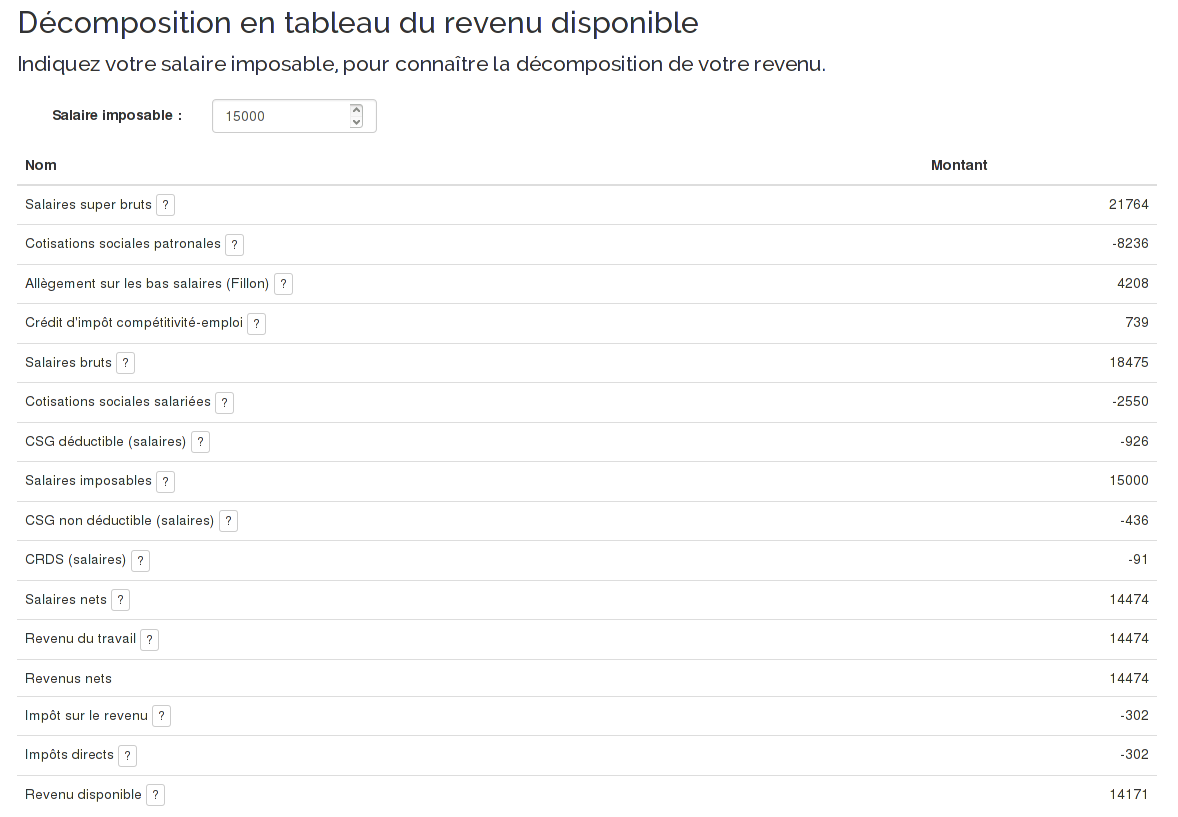 Décomposition en tableau du revenu disponible
Indiquez votre salaire imposable, pour connaître la décomposition de votre revenu.
Salaire imposable : 15000
Nom Montant
Salaires super bruts ? 21764
Cotisations sociales patronales ? -8236
Allègement sur les bas salaires (Fillon) ? 4208
Crédit d'impôt compétitivité-emploi ? 739
Salaires bruts ? 18475
Cotisations sociales salariées ? -2550
CSG déductible (salaires) ? -926
Salaires imposables ? 15000
CSG non déductible (salaires) ? -436
CRDS (salaires) ? -91
Salaires nets ? 14474
Revenu du travail ? 14474
Revenus nets 14474
Impôt sur le revenu ? -302
Impôts directs ? -302
Revenu disponible ? 14171